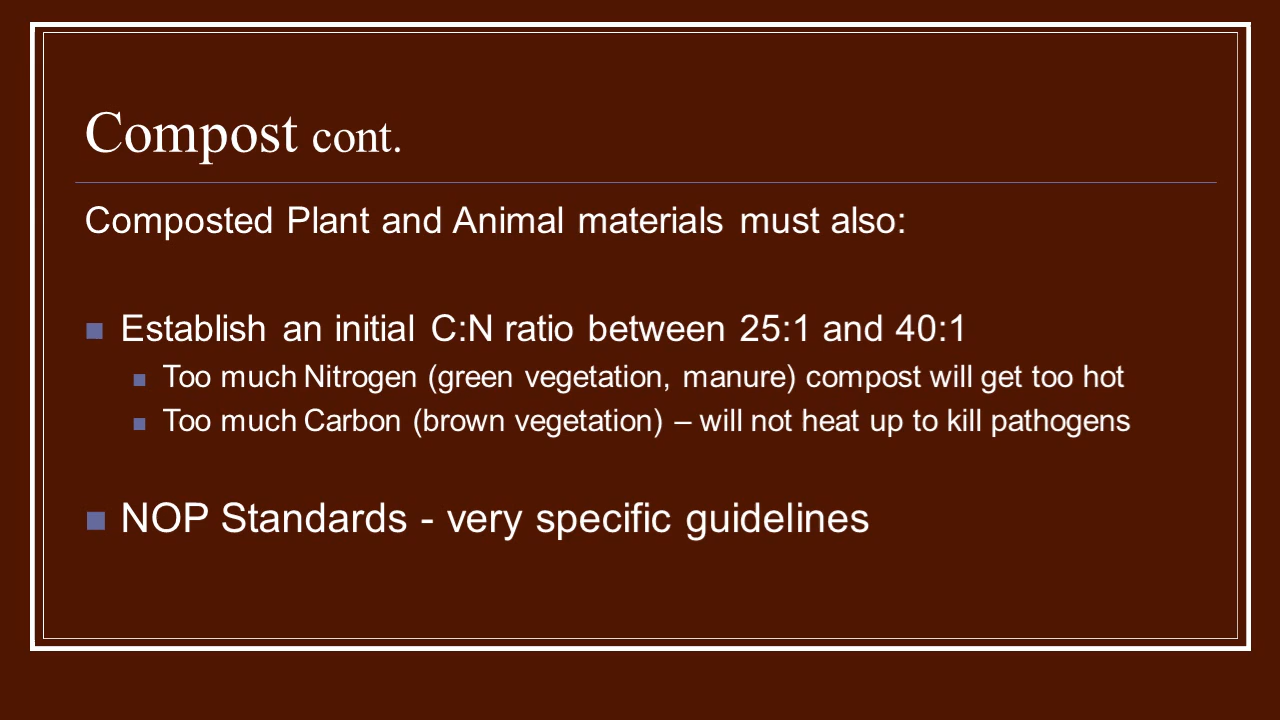 Compost cont.
Composted Plant and Animal materials must also:
Establish an initial C:N ratio between 25:1 and 40:1
Too much Nitrogen (green vegetation, manure) compost will get too hot
Too much Carbon (brown vegetation) – will not heat up to kill pathogens
NOP Standards - very specific guidelines